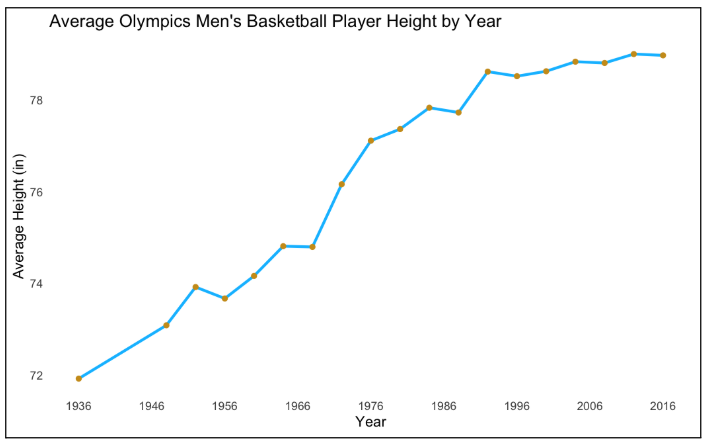 Average Olympics Men's Basketball Player Height by Year
Average Height (in)
78
76
74
72
1936 1946 1956 1966 1976 1986 1996 2006 2016
Year